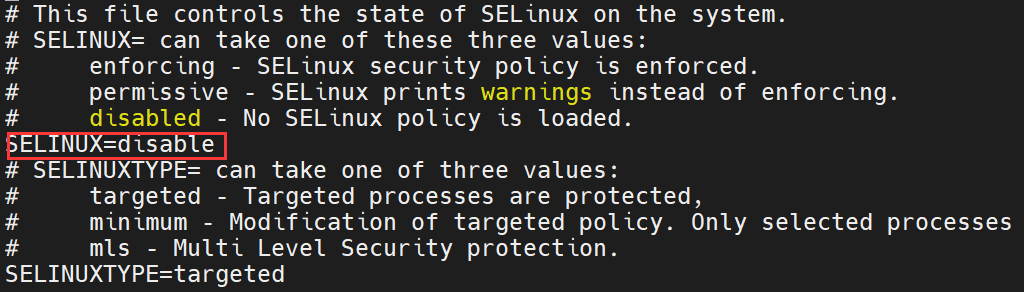 # This file controls the state of SELinux on the system.
# SELINUX= can take one of these three values:
#     enforcing - SELinux security policy is enforced.
#     permissive - SELinux prints warnings instead of enforcing.
#     disabled - No SELinux policy is loaded.
SELINUX=disable
# SELINUXTYPE= can take one of three values:
#     targeted - Targeted processes are protected,
#     minimum - Modification of targeted policy. Only selected processes
#     mls - Multi Level Security protection.
SELINUXTYPE=targeted